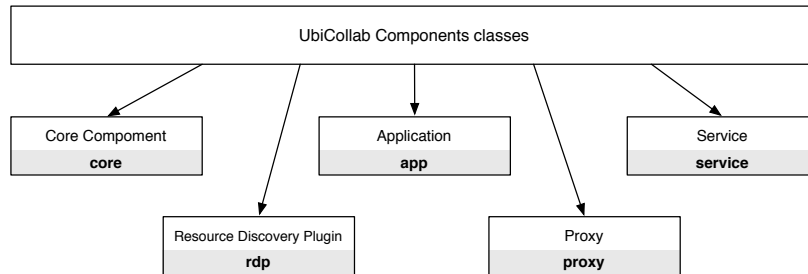 UbiCollab Components classes
Core Compoment
core
Application
app
Service
service
Resource Discovery Plugin
rdp
Proxy
proxy